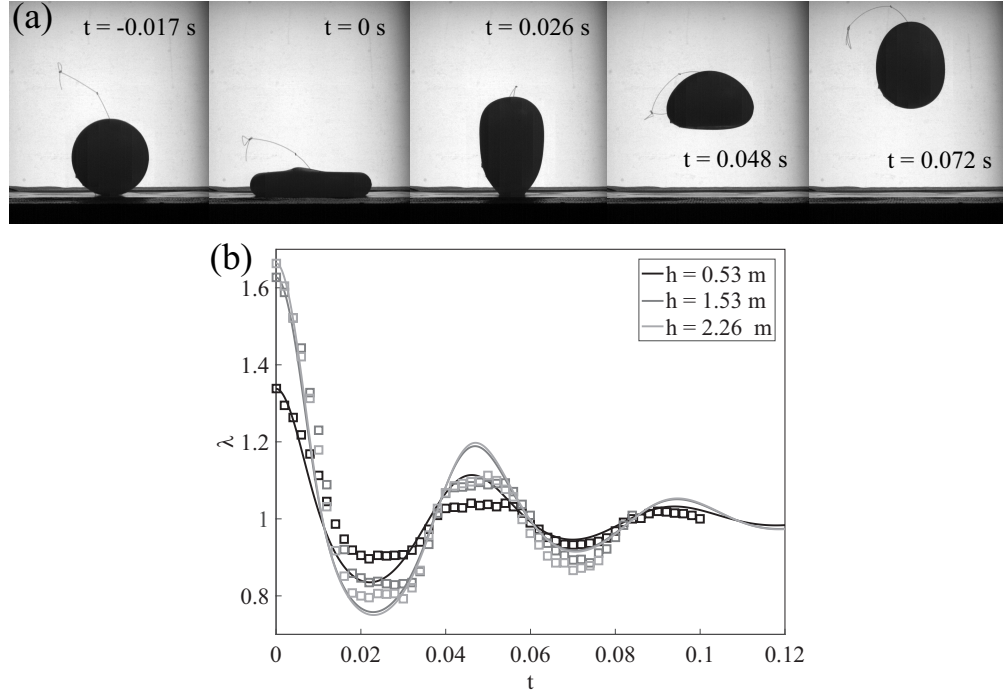 (a)
t = -0.017 s
t = 0 s
t = 0.026 s
t = 0.048 s
t = 0.072 s
(b)
h = 0.53 m
h = 1.53 m
h = 2.26 m
1.6
1.4
1.2
1
0.8
λ
0
0.02
0.04
0.06
0.08
0.1
0.12
t